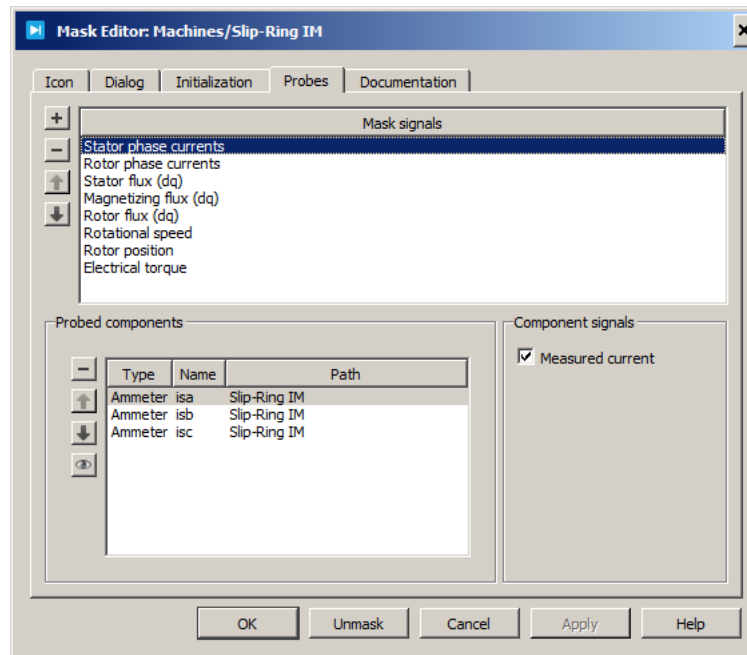 Mask Editor: Machines/Slip-Ring IM
Icon Dialog Initialization Probes Documentation
Mask signals
Stator phase currents
Rotor phase currents
Stator flux (dq)
Magnetizing flux (dq)
Rotor flux (dq)
Rotational speed
Rotor position
Electrical torque
Probed components
Type Name Path
Ammeter isa Slip-Ring IM
Ammeter isb Slip-Ring IM
Ammeter isc Slip-Ring IM
Component signals
Measured current
OK Unmask Cancel Apply Help